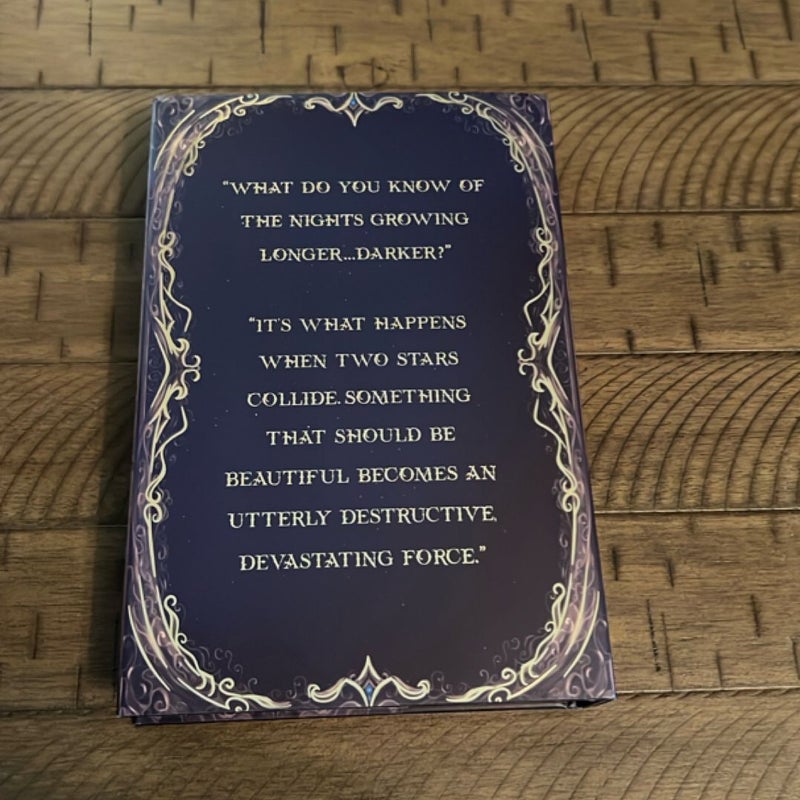 “WHAT DO YOU KNOW OF
THE NIGHTS GROWING
LONGER...DARKER?”
“IT'S WHAT HAPPENS
WHEN TWO STARS
COLLIDE. SOMETHING
THAT SHOULD BE
BEAUTIFUL BECOMES AN
UTTERLY DESTRUCTIVE,
DEVASTATING FORCE.”